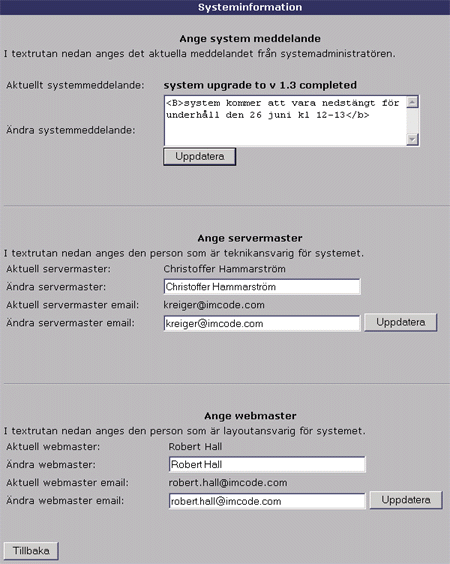 Systeminformation
Ange system meddelande
I textrutan nedan anges det aktuella meddelandet från systemadministratören.
Aktuellt systemmeddelande: system upgrade to v 1.3 completed
Ändra systemmeddelande:
<B>system kommer att vara nedstängt för
underhåll den 26 juni kl 12-13</b>
Uppdatera
Ange servermaster
I textrutan nedan anges den person som är teknikansvarig för systemet.
Aktuell servermaster: Christoffer Hammarström
Ändra servermaster: Christoffer Hammarström
Aktuell servermaster email: kreiger@imcode.com
Ändra servermaster email: kreiger@imcode.com Uppdatera
Ange webmaster
I textrutan nedan anges den person som är layoutansvarig för systemet.
Aktuell webmaster: Robert Hall
Ändra webmaster: Robert Hall
Aktuell webmaster email: robert.hall@imcode.com
Ändra webmaster email: robert.hall@imcode.com Uppdatera
Tillbaka